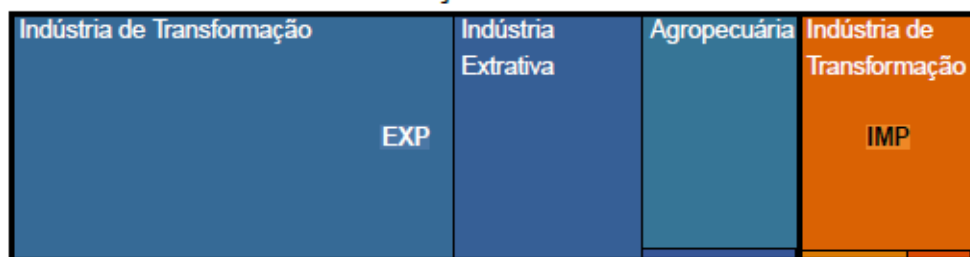 Indústria de Transformação
EXP
Indústria
Extrativa
Agropecuária
Indústria de
Transformação
IMP